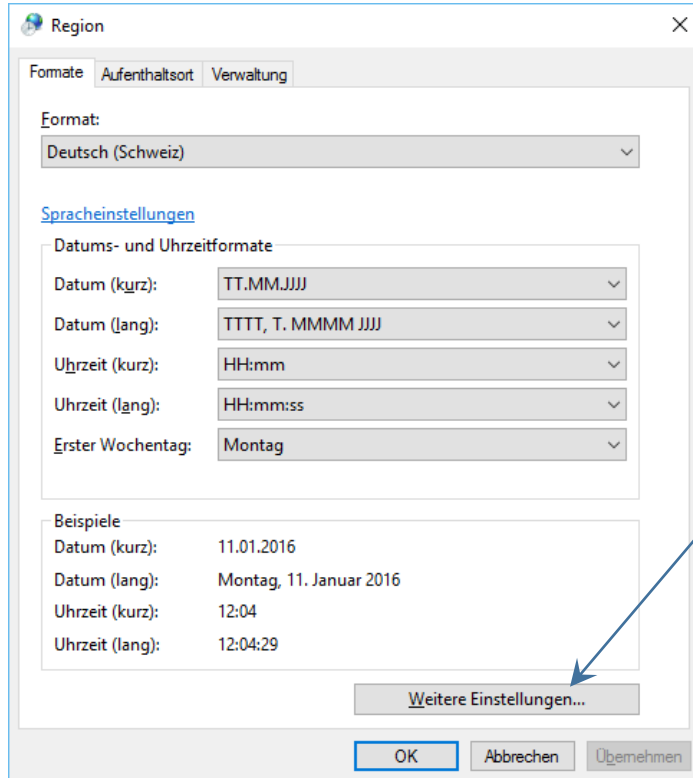 Region
Formate Aufenthaltsort Verwaltung
Format:
Deutsch (Schweiz)
Spracheinstellungen
Datums- und Uhrzeitformate
Datum (kurz): TT.MM.JJJJ
Datum (lang): TTTT, T. MMMM JJJJ
Uhrzeit (kurz): HH:mm
Uhrzeit (lang): HH:mm:ss
Erster Wochentag: Montag
Beispiele
Datum (kurz): 11.01.2016
Datum (lang): Montag, 11. Januar 2016
Uhrzeit (kurz): 12:04
Uhrzeit (lang): 12:04:29
Weitere Einstellungen...
OK Abbrechen Übernehmen